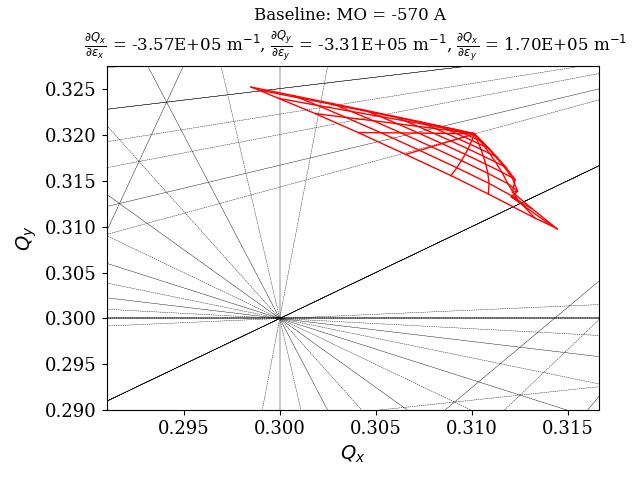 Baseline: MO = -570 A
∂Qx/∂εx = -3.57E+05 m⁻¹, ∂Qy/∂εy = -3.31E+05 m⁻¹, ∂Qx/∂εy = 1.70E+05 m⁻¹
0.325
0.320
0.315
0.310
0.305
0.300
0.295
0.290
Qy
0.295 0.300 0.305 0.310 0.315
Qx